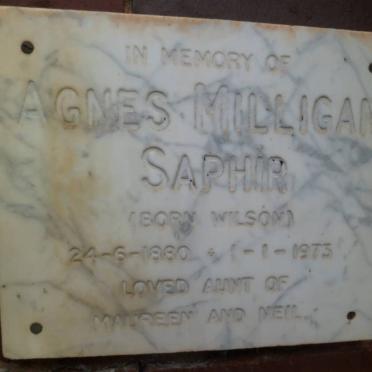 IN MEMORY OF
AGNES MILLIGAN
SAPHIR
(BORN WILSON)
24-6-1880 + 1-1-1973
LOVED AUNT OF
MAUREEN AND NEIL.